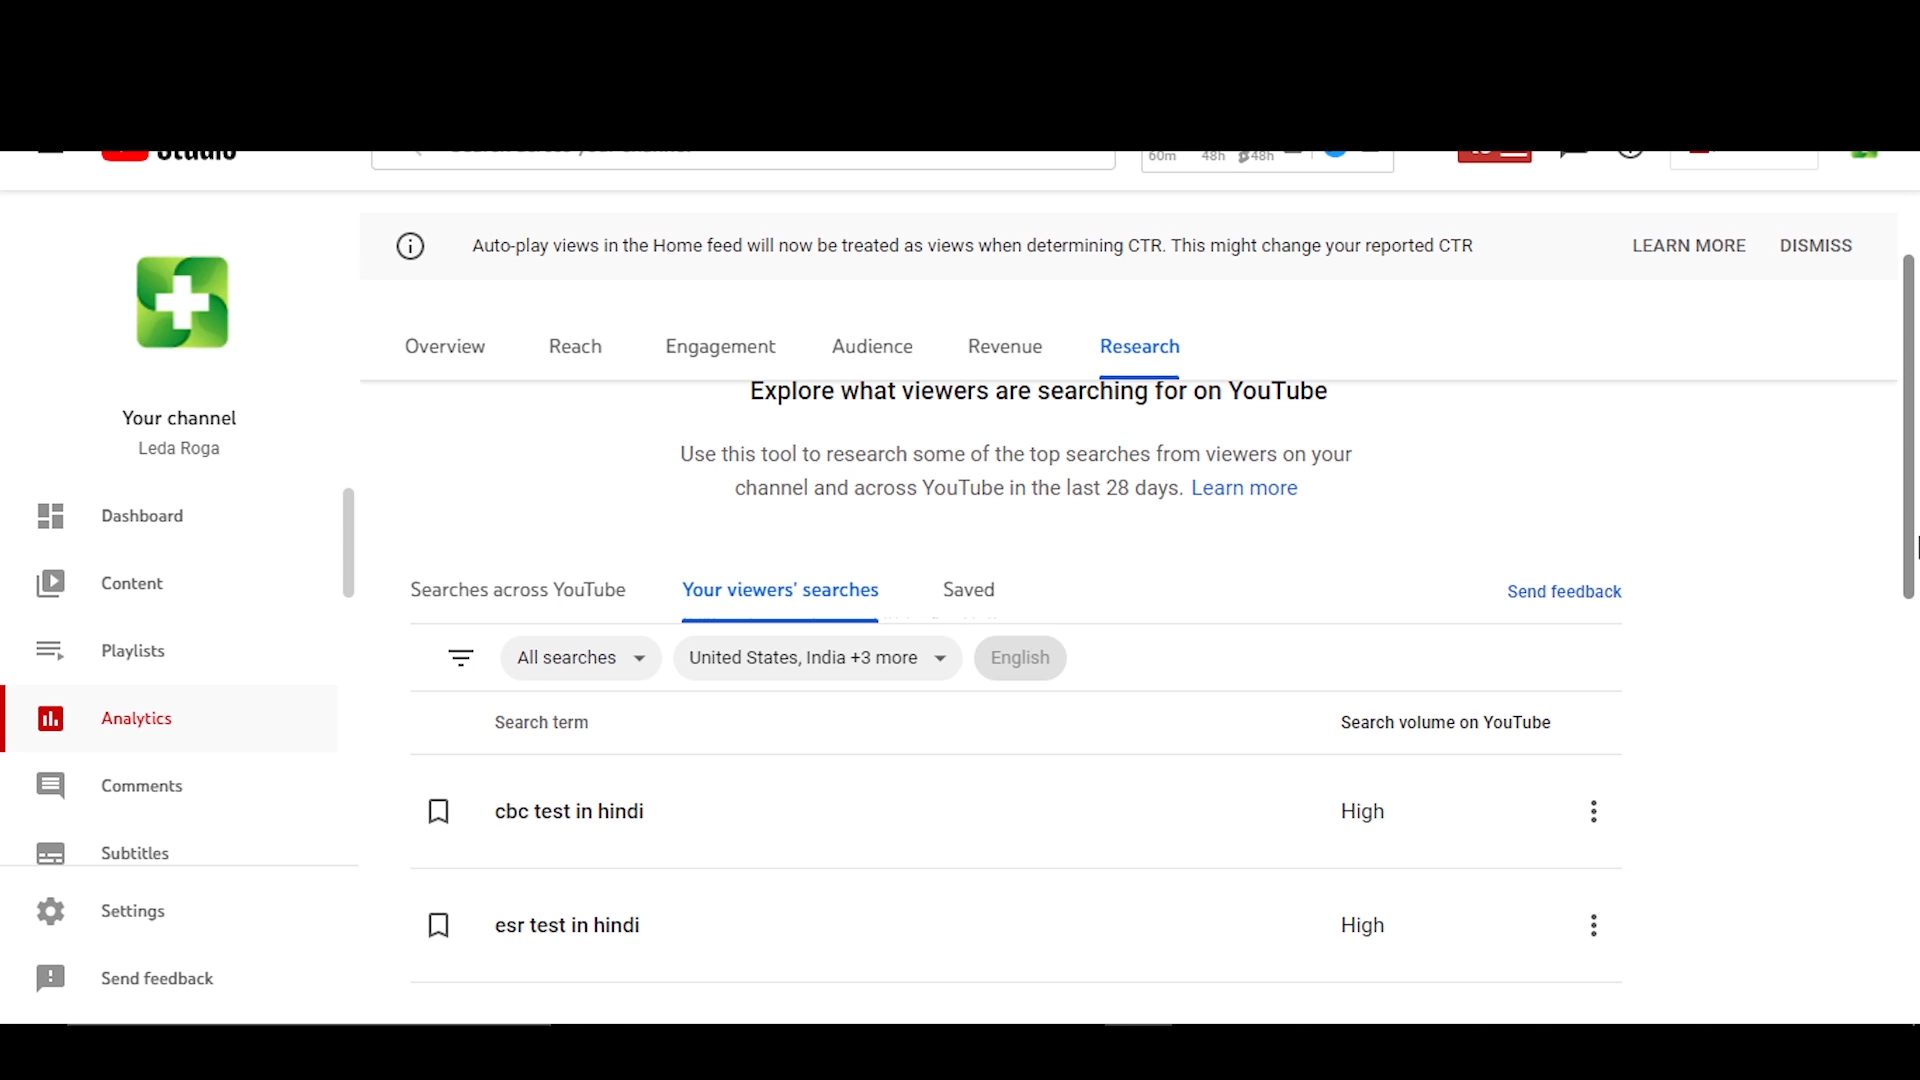 Studio
60m 48h 48h
Auto-play views in the Home feed will now be treated as views when determining CTR. This might change your reported CTR LEARN MORE DISMISS
Overview Reach Engagement Audience Revenue Research
Explore what viewers are searching for on YouTube
Use this tool to research some of the top searches from viewers on your
channel and across YouTube in the last 28 days. Learn more
Your channel
Leda Roga
Dashboard
Content
Playlists
Analytics
Comments
Subtitles
Settings
Send feedback
Searches across YouTube Your viewers' searches Saved Send feedback
All searches United States, India +3 more English
Search term Search volume on YouTube
cbc test in hindi High
esr test in hindi High